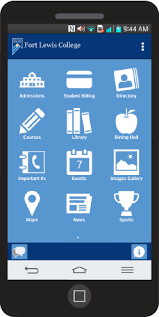 9:44 AM
Fort Lewis College
Admissions Student Billing Directory
Courses Library Dining Hall
Important #s Events Images Gallery
7
Maps News Sports